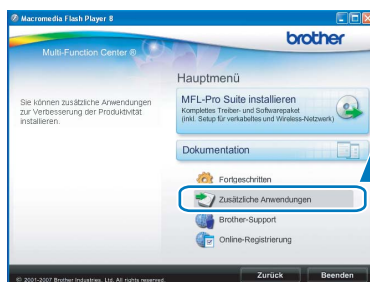 Macromedia Flash Player 8
brother
Multi-Function Center ®
Hauptmenü
Sie können zusätzliche Anwendungen
zur Verbesserung der Produktivität
installieren.
MFL-Pro Suite installieren
Komplettes Treiber- und Softwarepaket
(inkl. Setup für verkabeltes und Wireless-Netzwerk)
Dokumentation
Fortgeschritten
Zusätzliche Anwendungen
Brother-Support
Online-Registrierung
© 2001-2007 Brother Industries, Ltd. All rights reserved.
Zurück
Beenden